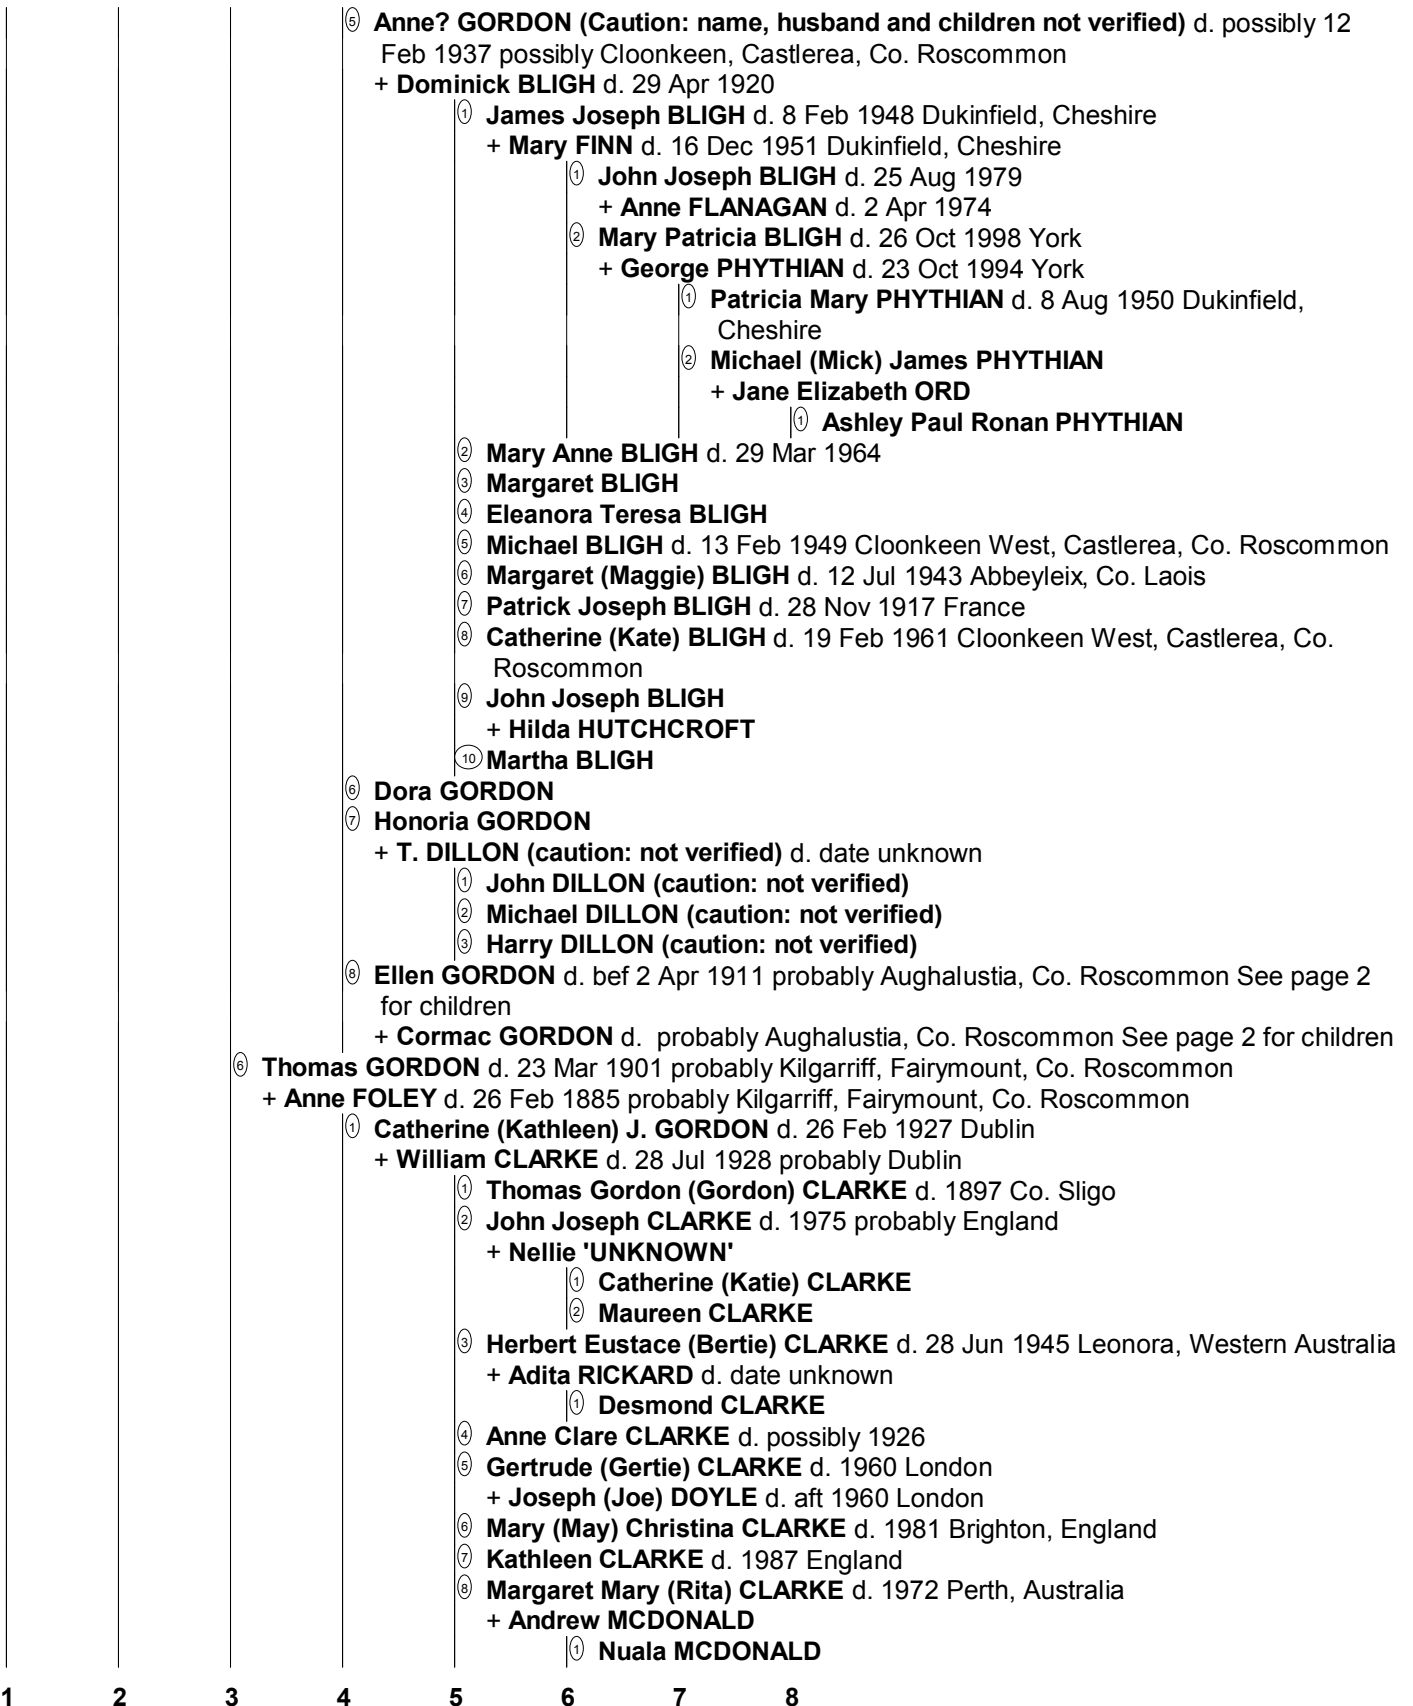 5 Anne? GORDON (Caution: name, husband and children not verified) d. possibly 12
Feb 1937 possibly Cloonkeen, Castlerea, Co. Roscommon
+ Dominick BLIGH d. 29 Apr 1920
1 James Joseph BLIGH d. 8 Feb 1948 Dukinfield, Cheshire
+ Mary FINN d. 16 Dec 1951 Dukinfield, Cheshire
1 John Joseph BLIGH d. 25 Aug 1979
+ Anne FLANAGAN d. 2 Apr 1974
2 Mary Patricia BLIGH d. 26 Oct 1998 York
+ George PHYTHIAN d. 23 Oct 1994 York
1 Patricia Mary PHYTHIAN d. 8 Aug 1950 Dukinfield,
Cheshire
2 Michael (Mick) James PHYTHIAN
+ Jane Elizabeth ORD
1 Ashley Paul Ronan PHYTHIAN
2 Mary Anne BLIGH d. 29 Mar 1964
3 Margaret BLIGH
4 Eleanora Teresa BLIGH
5 Michael BLIGH d. 13 Feb 1949 Cloonkeen West, Castlerea, Co. Roscommon
6 Margaret (Maggie) BLIGH d. 12 Jul 1943 Abbeyleix, Co. Laois
7 Patrick Joseph BLIGH d. 28 Nov 1917 France
8 Catherine (Kate) BLIGH d. 19 Feb 1961 Cloonkeen West, Castlerea, Co.
Roscommon
9 John Joseph BLIGH
+ Hilda HUTCHCROFT
10 Martha BLIGH
6 Dora GORDON
7 Honoria GORDON
+ T. DILLON (caution: not verified) d. date unknown
1 John DILLON (caution: not verified)
2 Michael DILLON (caution: not verified)
3 Harry DILLON (caution: not verified)
8 Ellen GORDON d. bef 2 Apr 1911 probably Aughalustia, Co. Roscommon See page 2
for children
+ Cormac GORDON d. probably Aughalustia, Co. Roscommon See page 2 for children
6 Thomas GORDON d. 23 Mar 1901 probably Kilgarriff, Fairymount, Co. Roscommon
+ Anne FOLEY d. 26 Feb 1885 probably Kilgarriff, Fairymount, Co. Roscommon
1 Catherine (Kathleen) J. GORDON d. 26 Feb 1927 Dublin
+ William CLARKE d. 28 Jul 1928 probably Dublin
1 Thomas Gordon (Gordon) CLARKE d. 1897 Co. Sligo
2 John Joseph CLARKE d. 1975 probably England
+ Nellie 'UNKNOWN'
1 Catherine (Katie) CLARKE
2 Maureen CLARKE
3 Herbert Eustace (Bertie) CLARKE d. 28 Jun 1945 Leonora, Western Australia
+ Adita RICKARD d. date unknown
1 Desmond CLARKE
4 Anne Clare CLARKE d. possibly 1926
5 Gertrude (Gertie) CLARKE d. 1960 London
+ Joseph (Joe) DOYLE d. aft 1960 London
6 Mary (May) Christina CLARKE d. 1981 Brighton, England
7 Kathleen CLARKE d. 1987 England
8 Margaret Mary (Rita) CLARKE d. 1972 Perth, Australia
+ Andrew MCDONALD
1 Nuala MCDONALD
1 2 3 4 5 6 7 8